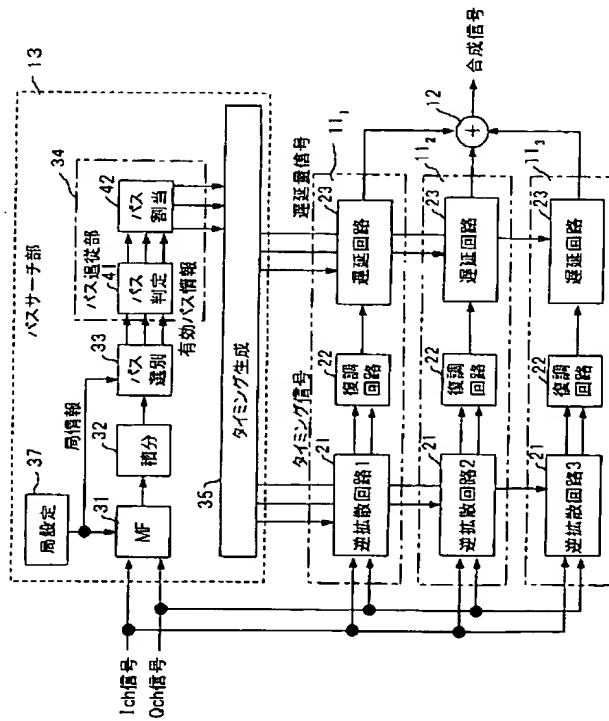 パスサーチ部
13
37
局設定
局情報
34
パス追従部
31
MF
32
積分
33
パス
選別
41
パス
判定
42
パス
割当
有効パス情報
Ich信号
Qch信号
35
タイミング生成
タイミング信号
遅延量信号
11₁
21
逆拡散回路1
22
復調
回路
23
遅延回路
12
+
合成信号
11₂
21
逆拡散回路2
22
復調
回路
23
遅延回路
11₃
21
逆拡散回路3
22
復調
回路
23
遅延回路